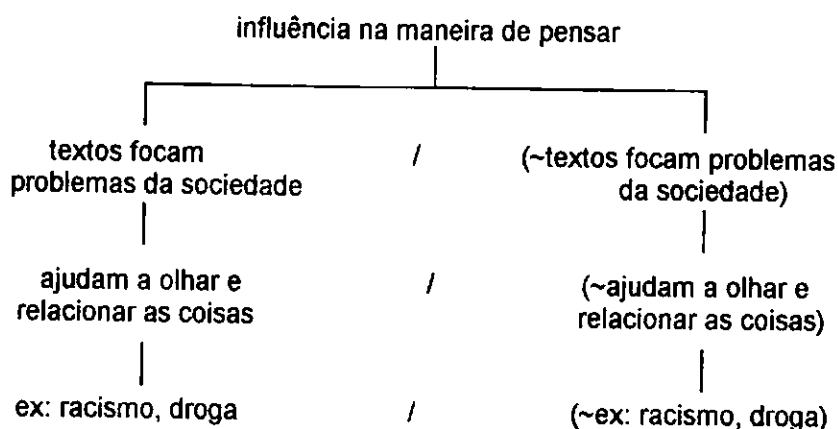 influência na maneira de pensar
textos focam / (~textos focam problemas
problemas da sociedade da sociedade)
ajudam a olhar e / (~ajudam a olhar e
relacionar as coisas relacionar as coisas)
ex: racismo, droga / (~ex: racismo, droga)